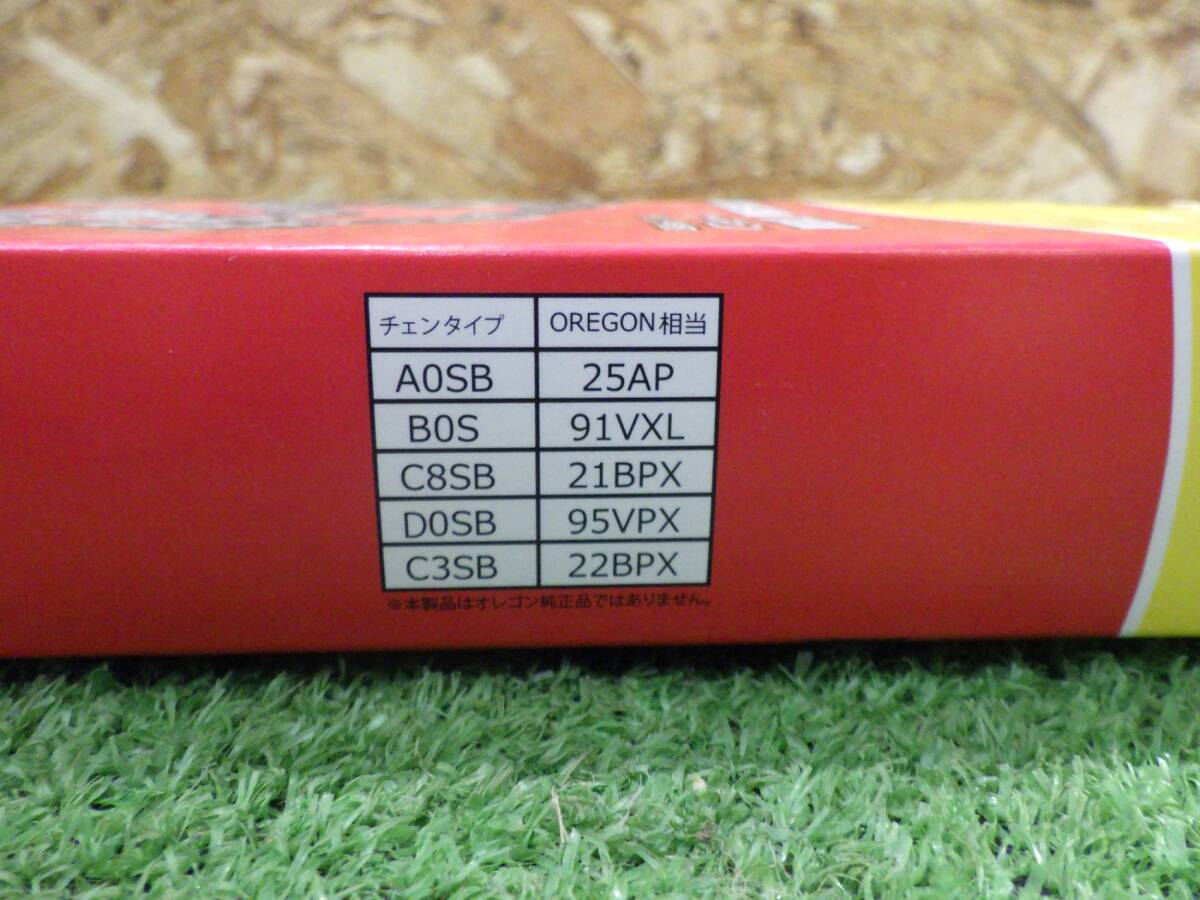 チェンタイプ OREGON相当
A0SB 25AP
B0S 91VXL
C8SB 21BPX
D0SB 95VPX
C3SB 22BPX
※本製品はオレゴン純正品ではありません。